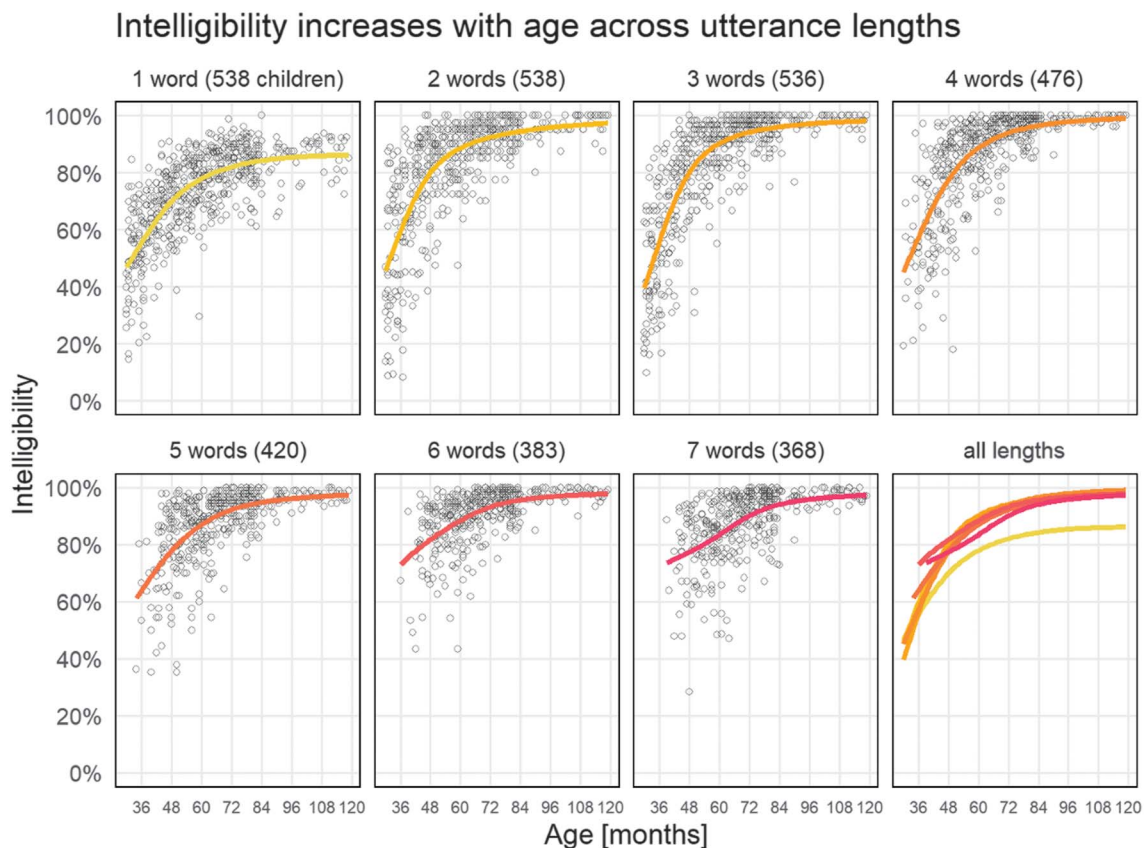 Intelligibility increases with age across utterance lengths
1 word (538 children)
2 words (538)
3 words (536)
4 words (476)
100%
80%
60%
40%
20%
0%
5 words (420)
6 words (383)
7 words (368)
all lengths
100%
80%
60%
40%
20%
0%
Intelligibility
36 48 60 72 84 96 108 120
36 48 60 72 84 96 108 120
36 48 60 72 84 96 108 120
36 48 60 72 84 96 108 120
Age [months]